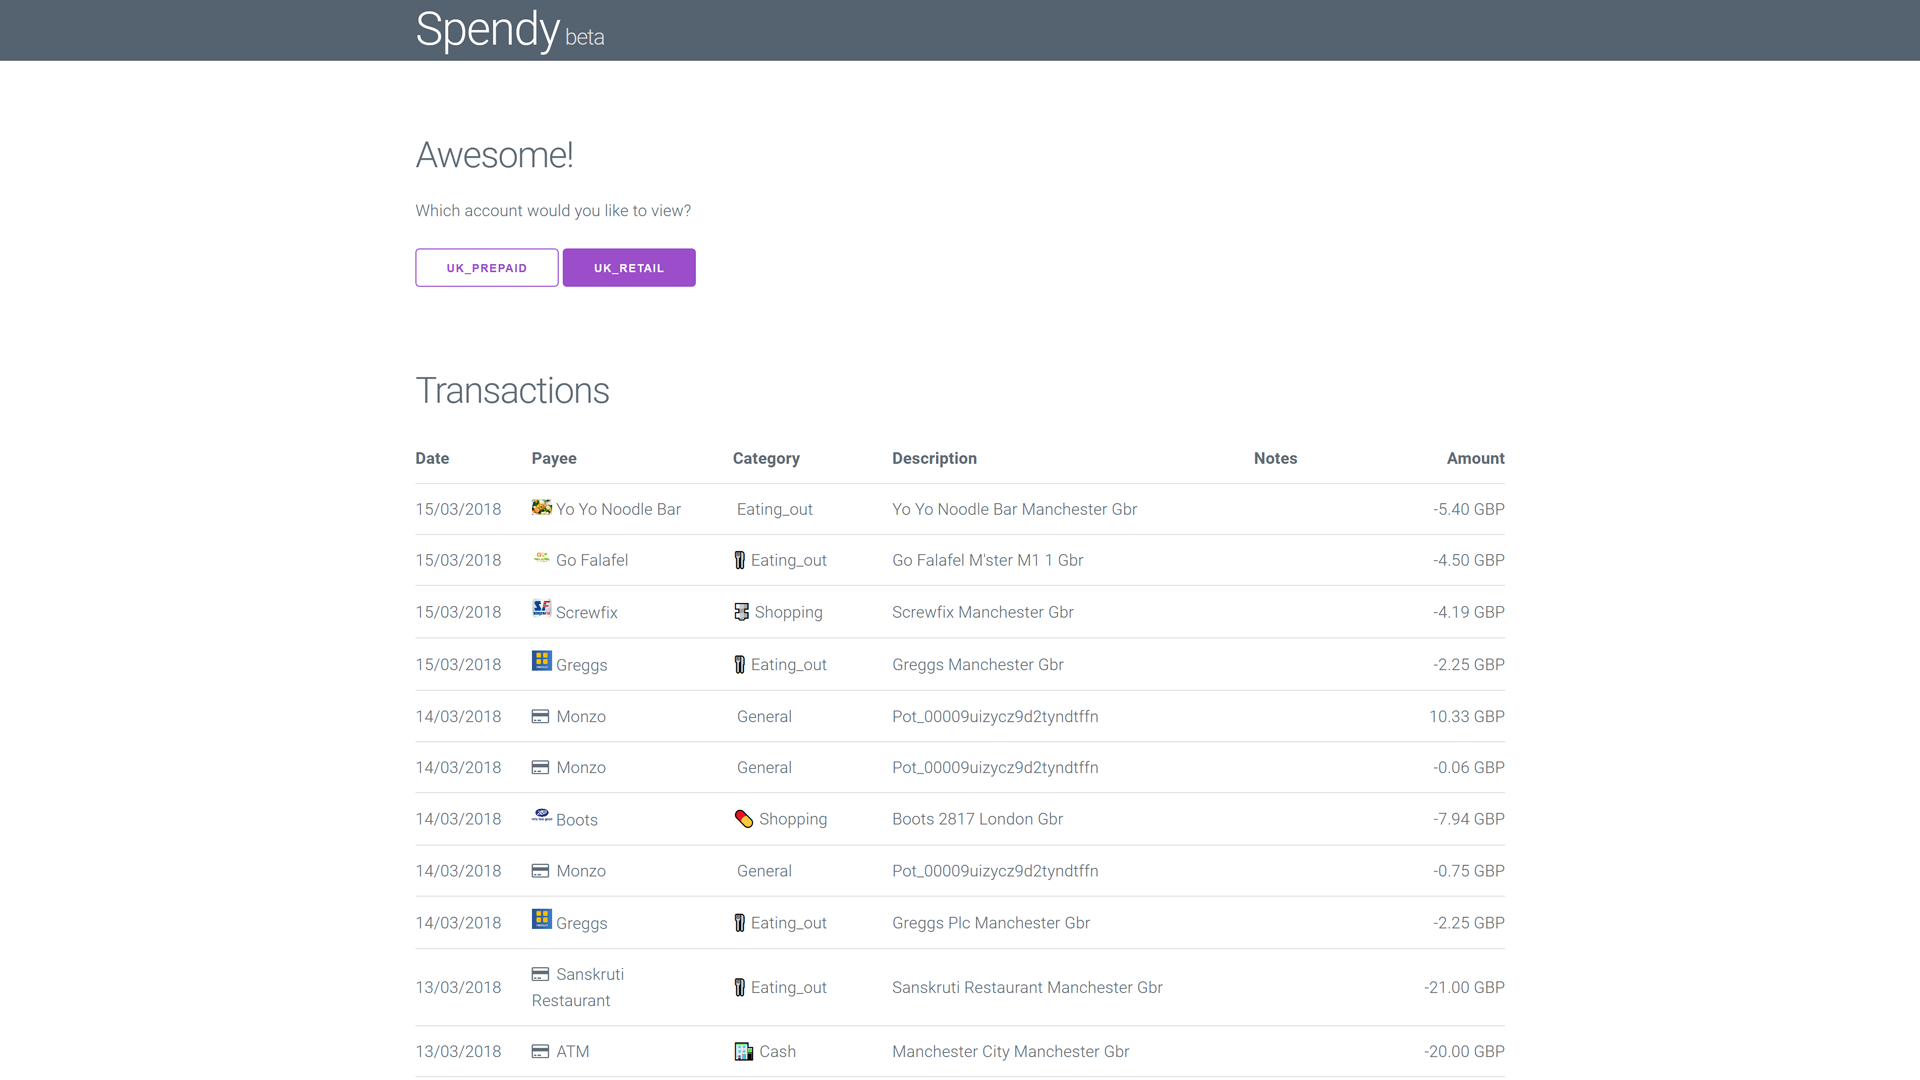 Spendy beta
Awesome!
Which account would you like to view?
UK_PREPAID UK_RETAIL
Transactions
Date Payee Category Description Notes Amount
15/03/2018 Yo Yo Noodle Bar Eating_out Yo Yo Noodle Bar Manchester Gbr -5.40 GBP
15/03/2018 Go Falafel Eating_out Go Falafel M'ster M1 1 Gbr -4.50 GBP
15/03/2018 Screwfix Shopping Screwfix Manchester Gbr -4.19 GBP
15/03/2018 Greggs Eating_out Greggs Manchester Gbr -2.25 GBP
14/03/2018 Monzo General Pot_00009uizycz9d2tyndtffn 10.33 GBP
14/03/2018 Monzo General Pot_00009uizycz9d2tyndtffn -0.06 GBP
14/03/2018 Boots Shopping Boots 2817 London Gbr -7.94 GBP
14/03/2018 Monzo General Pot_00009uizycz9d2tyndtffn -0.75 GBP
14/03/2018 Greggs Eating_out Greggs Plc Manchester Gbr -2.25 GBP
13/03/2018 Sanskruti Restaurant Eating_out Sanskruti Restaurant Manchester Gbr -21.00 GBP
13/03/2018 ATM Cash Manchester City Manchester Gbr -20.00 GBP